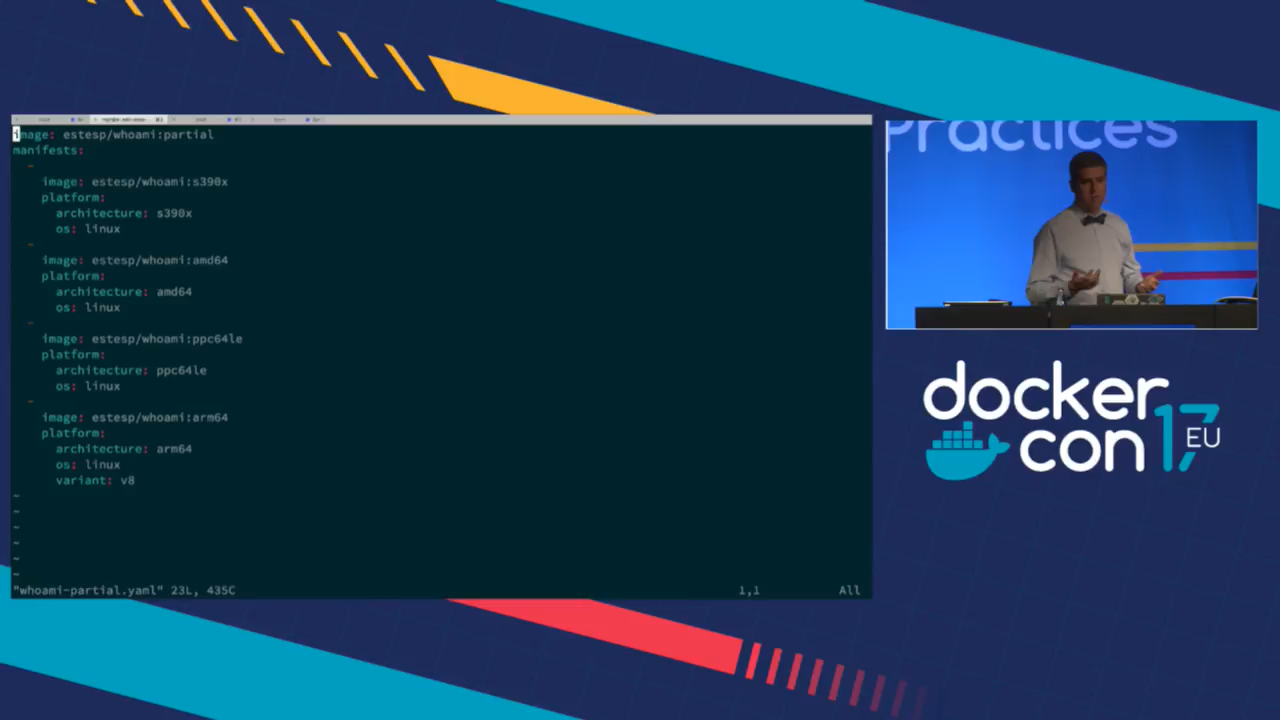 image: estesp/whoami:partial
manifests:
-
image: estesp/whoami:s390x
platform:
architecture: s390x
os: linux
-
image: estesp/whoami:amd64
platform:
architecture: amd64
os: linux
-
image: estesp/whoami:ppc64le
platform:
architecture: ppc64le
os: linux
-
image: estesp/whoami:arm64
platform:
architecture: arm64
os: linux
variant: v8
~
~
~
~
~
~
"whoami-partial.yaml" 23L, 435C 1,1 All
Practices
docker
con 17 EU